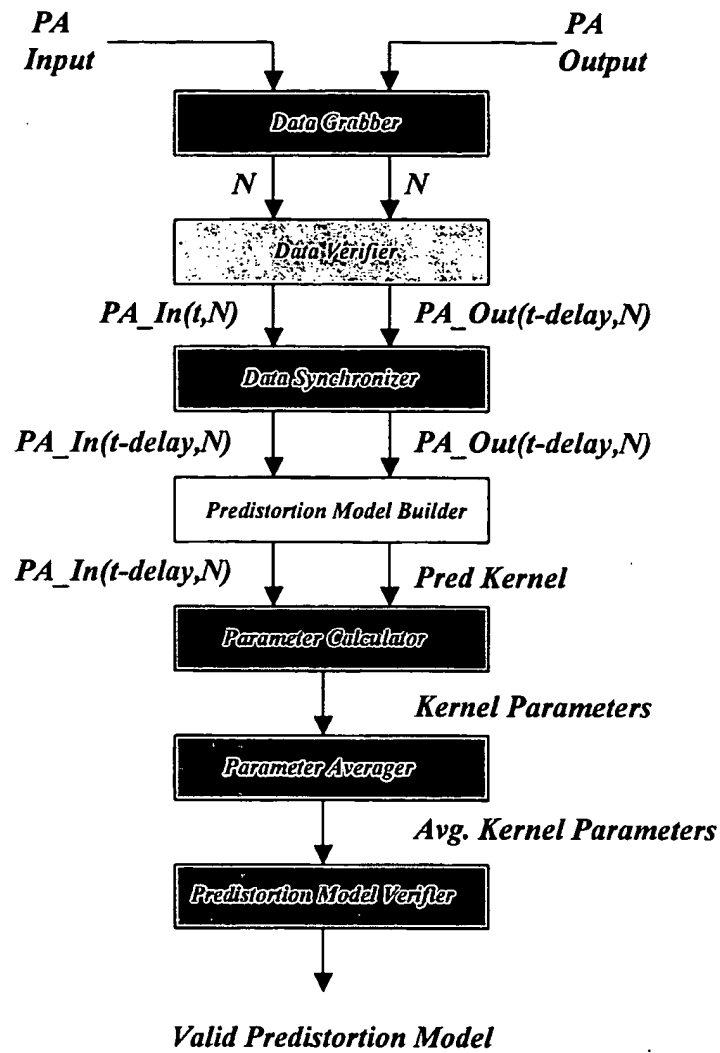 PA
Input
PA
Output
Data Grabber
N N
Data Verifier
PA_In(t,N) PA_Out(t-delay,N)
Data Synchronizer
PA_In(t-delay,N) PA_Out(t-delay,N)
Predistortion Model Builder
PA_In(t-delay,N) Pred Kernel
Parameter Calculator
Kernel Parameters
Parameter Averager
Avg. Kernel Parameters
Predistortion Model Verifier
Valid Predistortion Model